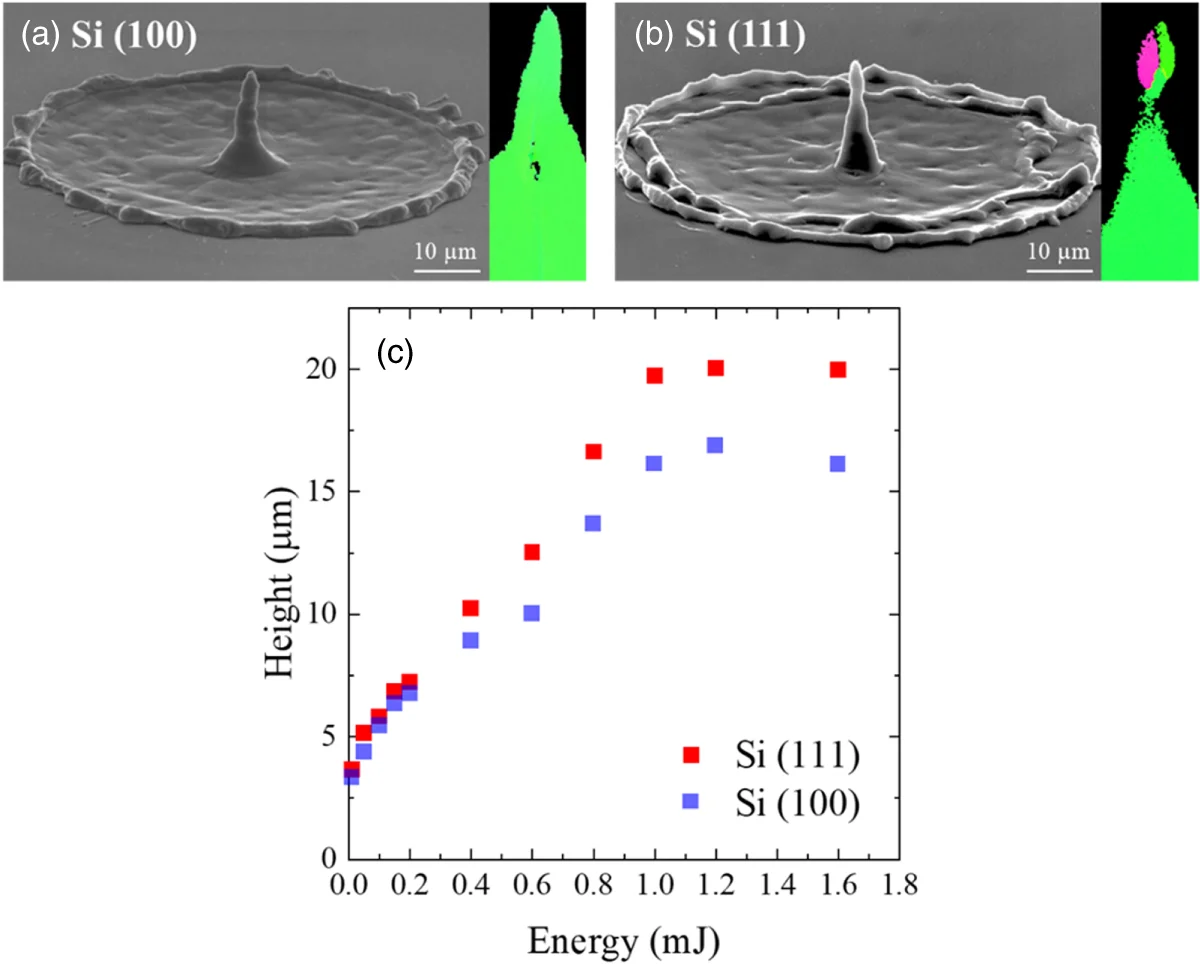 (a) Si (100)
10 µm
(b) Si (111)
10 µm
(c)
20
15
10
5
0
Height (µm)
0.0 0.2 0.4 0.6 0.8 1.0 1.2 1.4 1.6 1.8
Energy (mJ)
Si (111)
Si (100)